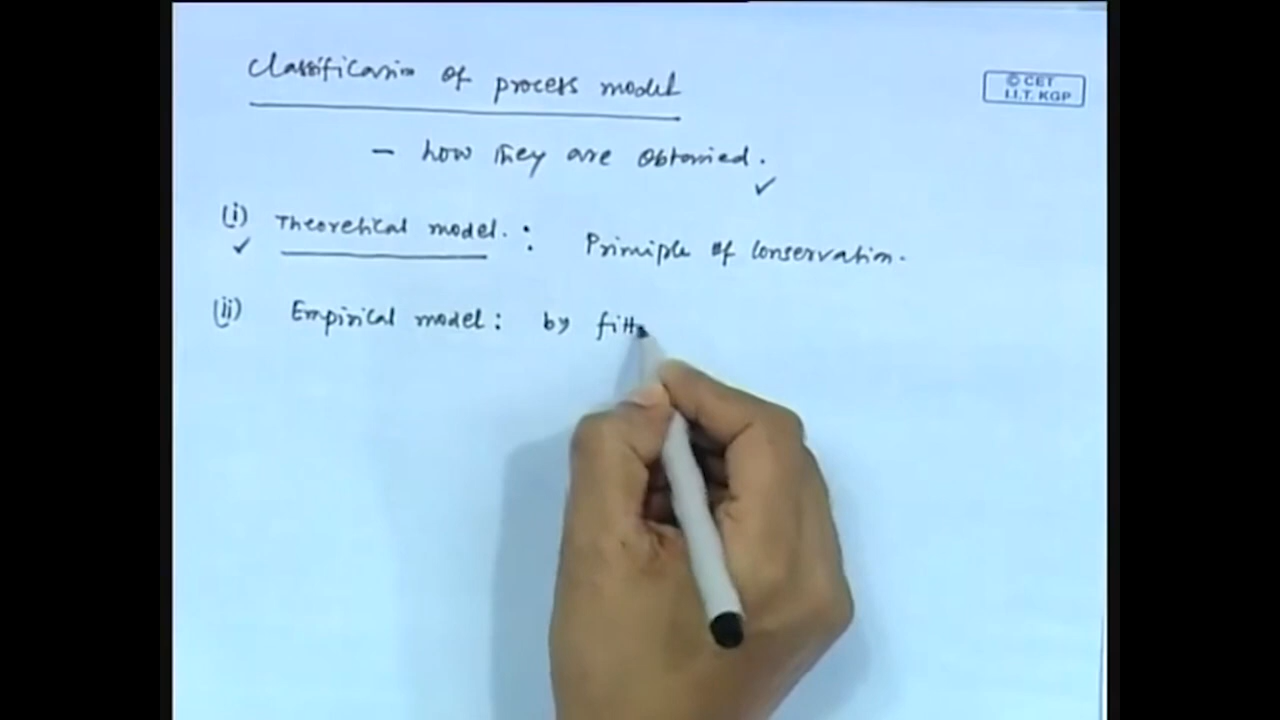 Classification of process model
© CET
I.I.T. KGP
- how they are obtained.
(i) Theoretical model. : Principle of conservation.
(ii) Empirical model : by fitt